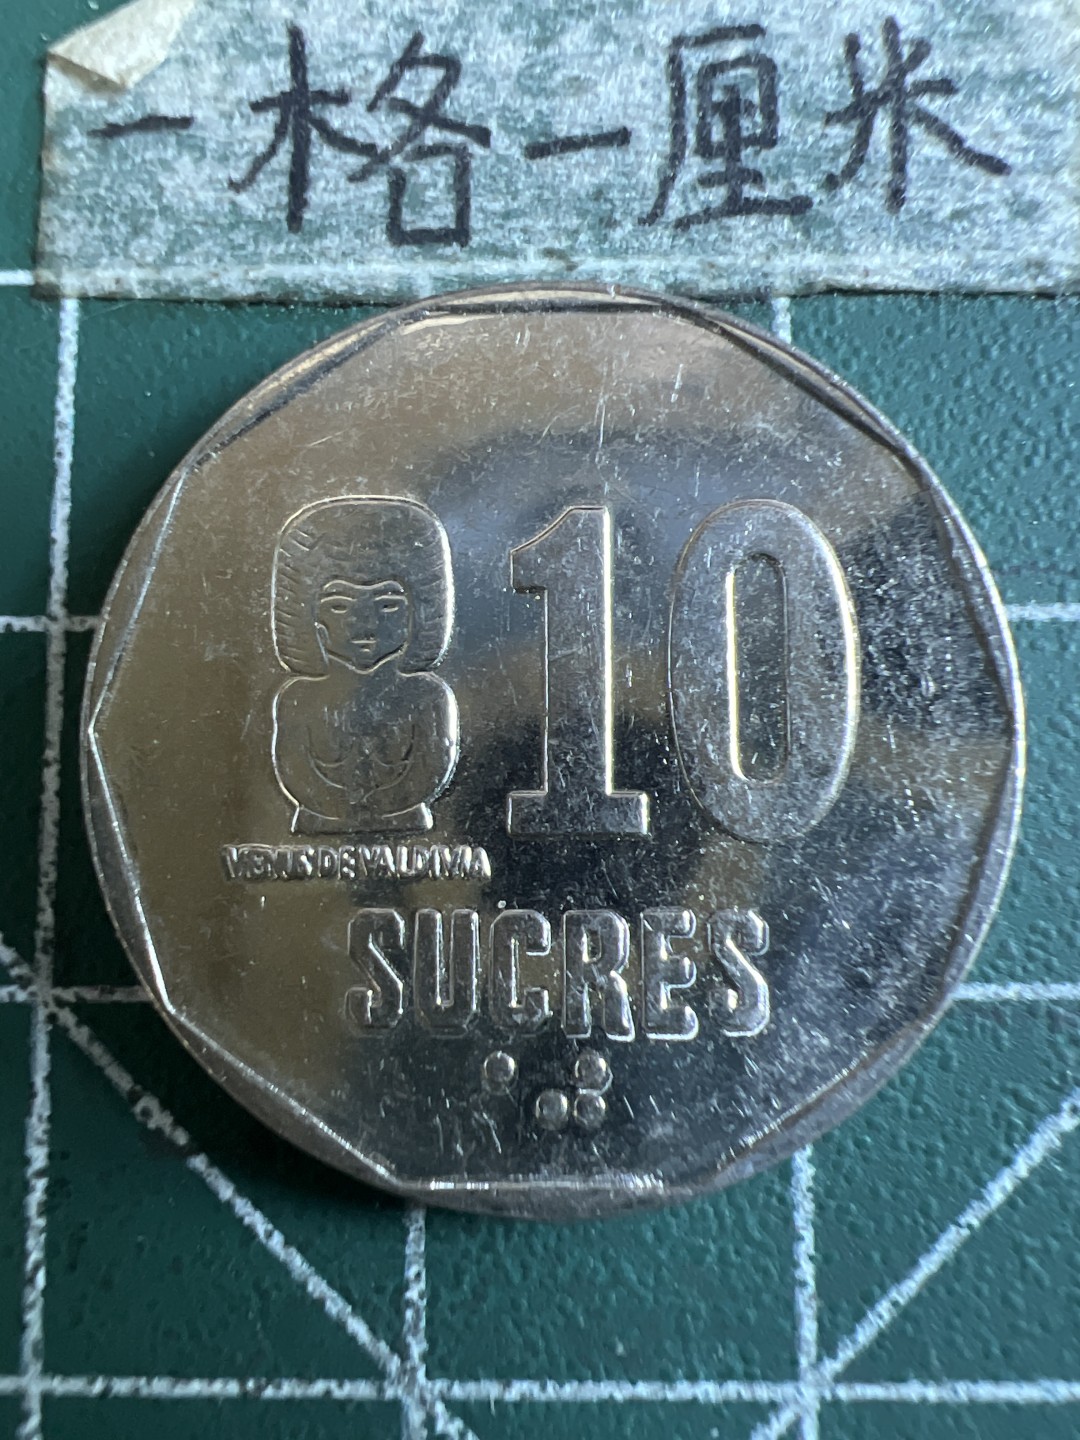 一格一厘米
10
VENUS DE VALDIVIA
SUCRES
⠁⠚